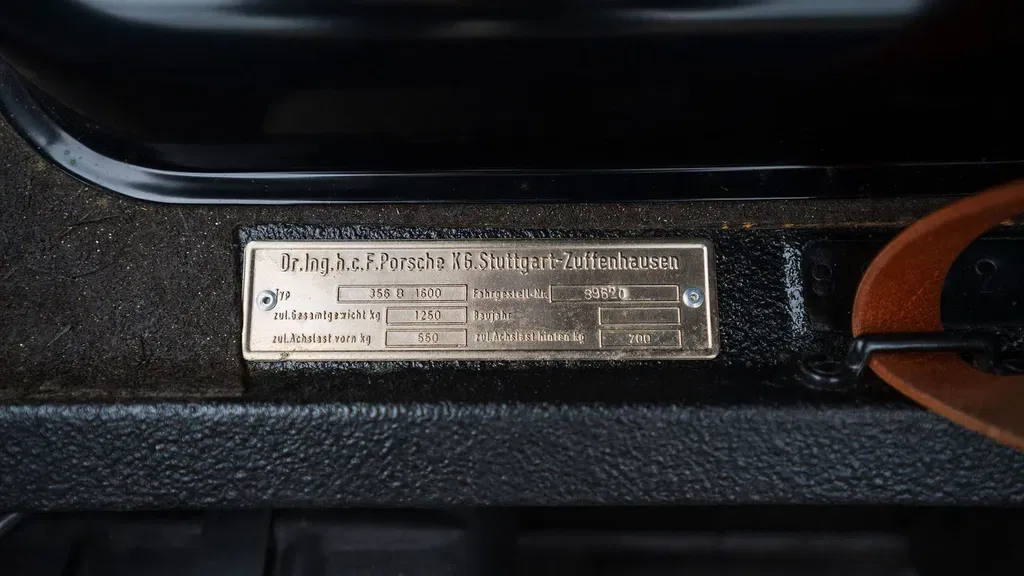 Dr.Ing.h.c.F.Porsche KG.Stuttgart-Zuffenhausen
Typ 356 B 1600 Fahrgestell-Nr. 89620
zul.Gesamtgewicht kg 1250 Baujahr
zul.Achslast vorn kg 550 zul.Achslast hinten kg 700
2